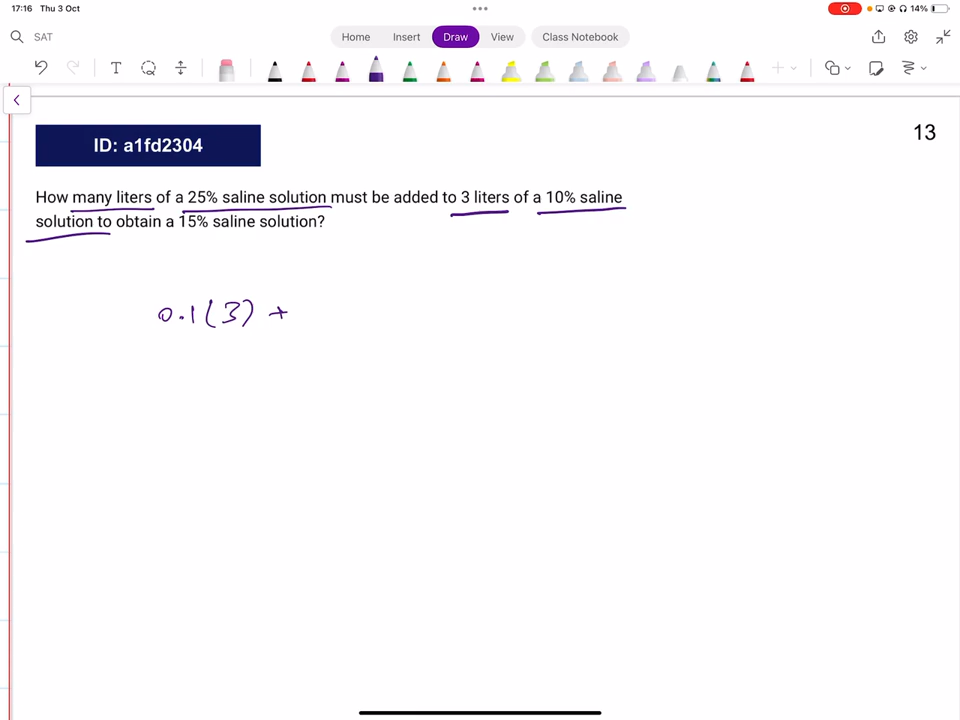 17:16 Thu 3 Oct
14%
SAT
Home Insert Draw View Class Notebook
T
13
ID: a1fd2304
How many liters of a 25% saline solution must be added to 3 liters of a 10% saline
solution to obtain a 15% saline solution?
0.1(3) +